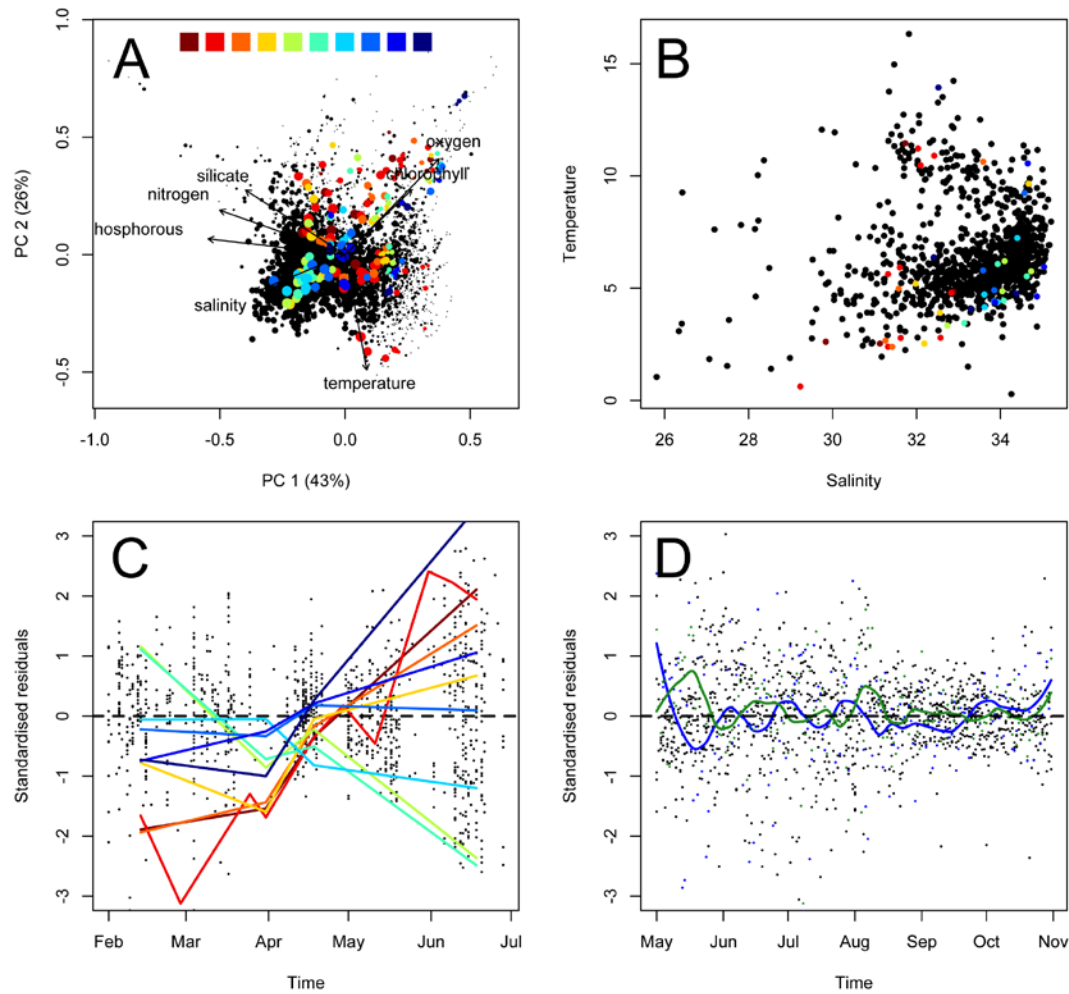 A
1.0
0.5
0.0
-0.5
PC 2 (26%)
oxygen
chlorophyll
silicate
nitrogen
hosphorous
salinity
temperature
-1.0 -0.5 0.0 0.5
PC 1 (43%)
B
15
10
5
0
Temperature
26 28 30 32 34
Salinity
C
3
2
1
0
-1
-2
-3
Standardised residuals
Feb Mar Apr May Jun Jul
Time
D
3
2
1
0
-1
-2
-3
Standardised residuals
May Jun Jul Aug Sep Oct Nov
Time